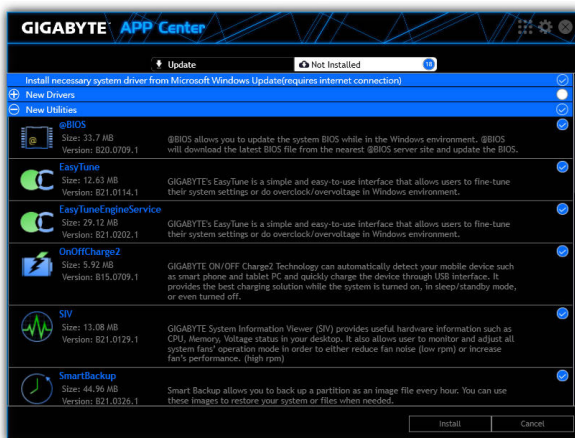 GIGABYTE APP Center
Update
Not Installed
18
Install necessary system driver from Microsoft Windows Update(requires internet connection)
New Drivers
New Utilities
@BIOS
Size: 33.7 MB
Version: B20.0709.1
@BIOS allows you to update the system BIOS while in the Windows environment. @BIOS
will download the latest BIOS file from the nearest @BIOS server site and update the BIOS.
EasyTune
Size: 12.63 MB
Version: B21.0114.1
GIGABYTE's EasyTune is a simple and easy-to-use interface that allows users to fine-tune
their system settings or do overclock/overvoltage in Windows environment.
EasyTuneEngineService
Size: 29.12 MB
Version: B21.0202.1
GIGABYTE's EasyTune is a simple and easy-to-use interface that allows users to fine-tune
their system settings or do overclock/overvoltage in Windows environment.
OnOffCharge2
Size: 5.92 MB
Version: B15.0709.1
GIGABYTE ON/OFF Charge2 Technology can automatically detect your mobile device such
as smart phone and tablet PC and quickly charge the device through USB interface. It
provides the best charging solution while the system is turned on, in sleep/standby mode,
or even turned off.
SIV
Size: 13.08 MB
Version: B21.0129.1
GIGABYTE System Information Viewer (SIV) provides useful hardware information such as
CPU, Memory, Voltage status in your desktop. It also allows user to monitor and adjust all
system fans' operation mode in order to either reduce fan noise (low rpm) or increase
fan's performance. (high rpm)
SmartBackup
Size: 44.96 MB
Version: B21.0326.1
Smart Backup allows you to back up a partition as an image file every hour. You can use
these images to restore your system or files when needed.
Install
Cancel